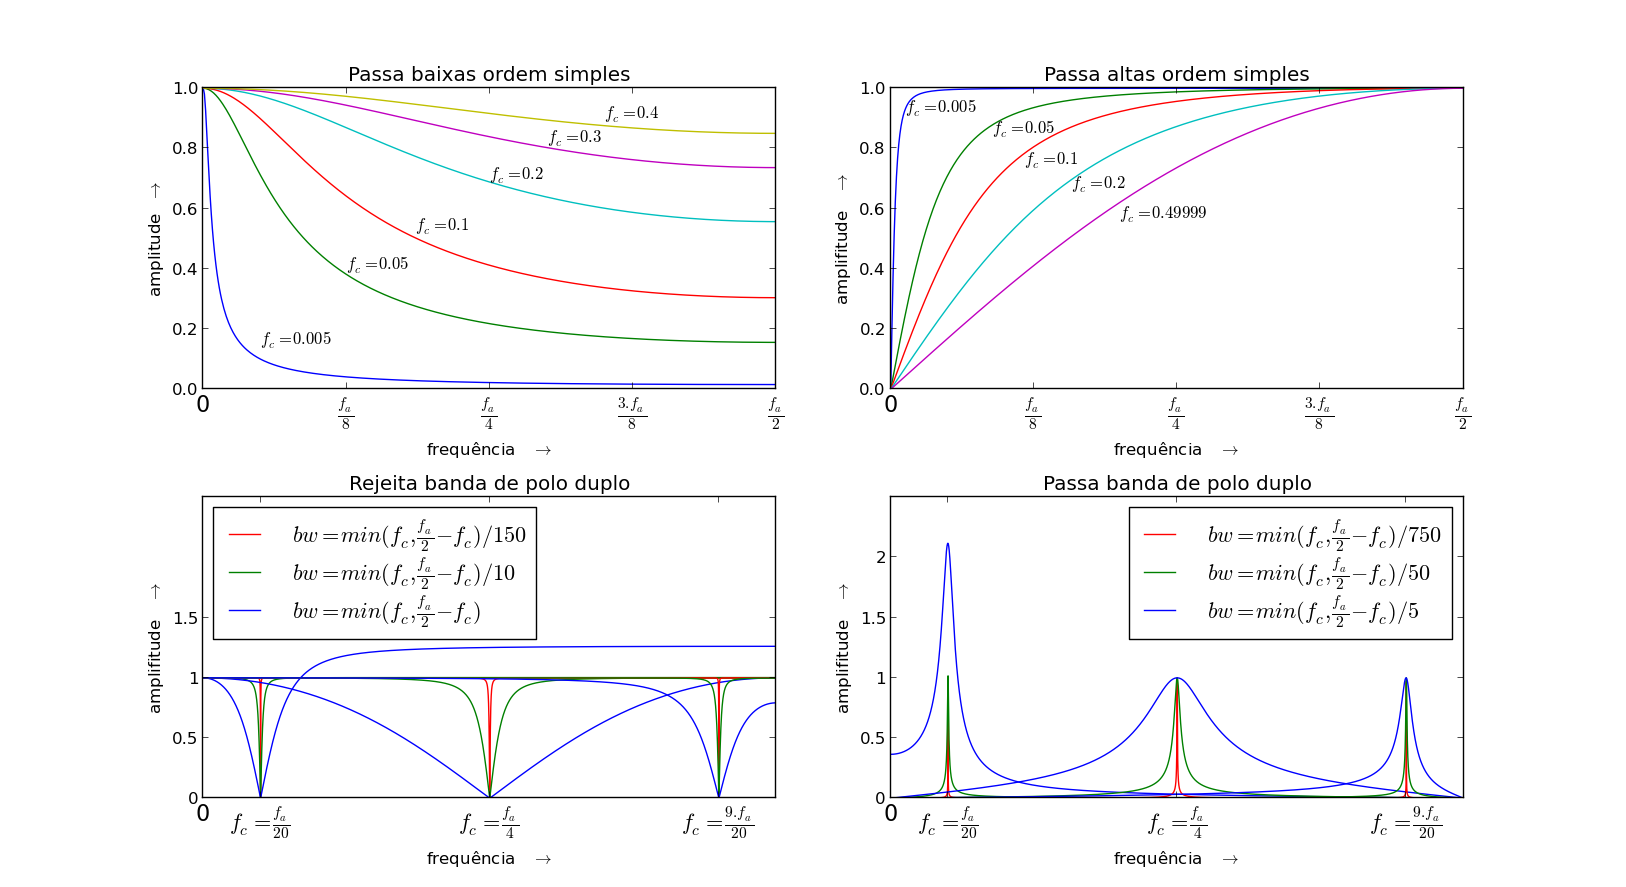 Passa baixas ordem simples
1.0
0.8
0.6
0.4
0.2
0.0
amplitude →
f_c=0.4
f_c=0.3
f_c=0.2
f_c=0.1
f_c=0.05
f_c=0.005
0 f_a/8 f_a/4 3.f_a/8 f_a/2
frequência →
Passa altas ordem simples
1.0
0.8
0.6
0.4
0.2
0.0
amplifitude →
f_c=0.005
f_c=0.05
f_c=0.1
f_c=0.2
f_c=0.49999
0 f_a/8 f_a/4 3.f_a/8 f_a/2
frequência →
Rejeita banda de polo duplo
bw=min(f_c,f_a/2−f_c)/150
bw=min(f_c,f_a/2−f_c)/10
bw=min(f_c,f_a/2−f_c)
1.5
1
0.5
0
amplifitude →
0 f_c=f_a/20 f_c=f_a/4 f_c=9.f_a/20
frequência →
Passa banda de polo duplo
bw=min(f_c,f_a/2−f_c)/750
bw=min(f_c,f_a/2−f_c)/50
bw=min(f_c,f_a/2−f_c)/5
2
1.5
1
0.5
0
amplifitude →
0 f_c=f_a/20 f_c=f_a/4 f_c=9.f_a/20
frequência →